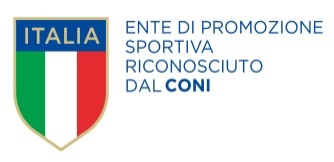 ITALIA
ENTE DI PROMOZIONE
SPORTIVA
RICONOSCIUTO
DAL CONI